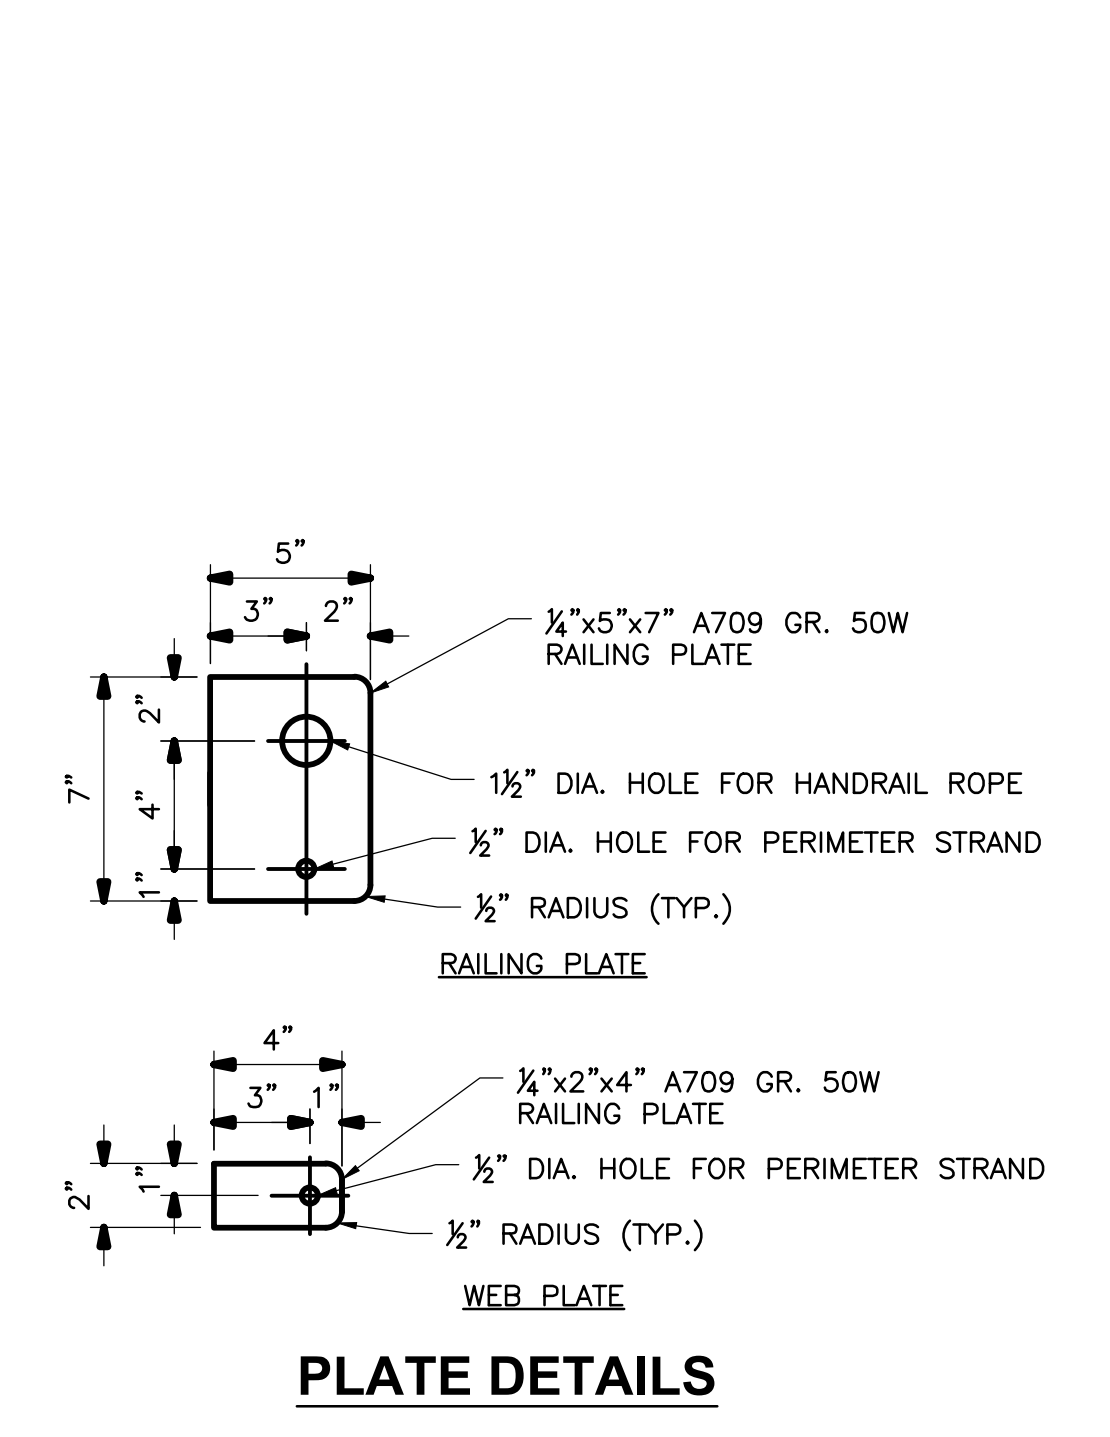 5”
3” 2”
¼”x5”x7” A709 GR. 50W
RAILING PLATE
2”
7”
4”
1”
1½” DIA. HOLE FOR HANDRAIL ROPE
½” DIA. HOLE FOR PERIMETER STRAND
½” RADIUS (TYP.)
RAILING PLATE
4”
3” 1”
¼”x2”x4” A709 GR. 50W
RAILING PLATE
1”
2”
½” DIA. HOLE FOR PERIMETER STRAND
½” RADIUS (TYP.)
WEB PLATE
PLATE DETAILS